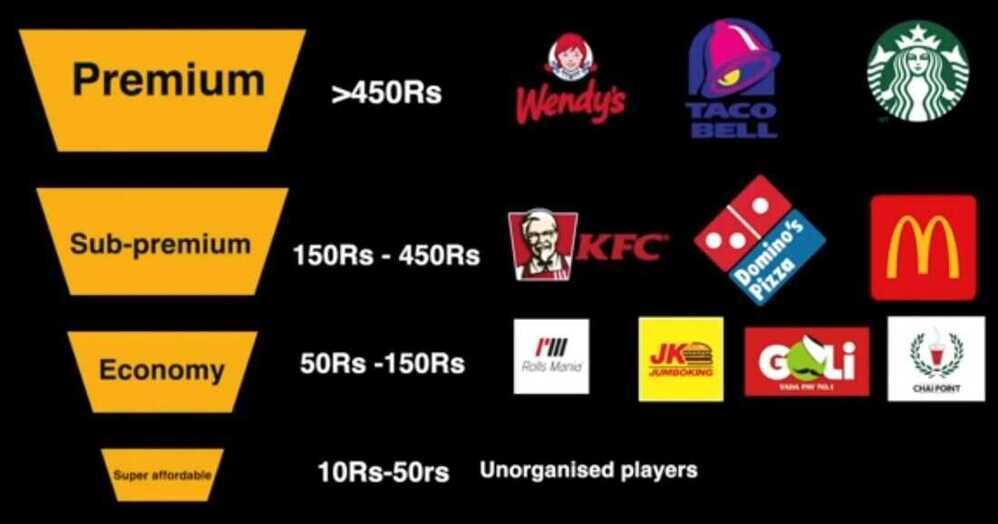 Premium
>450Rs
Wendy's
TACO
BELL
Sub-premium
150Rs - 450Rs
KFC
Domino's
Pizza
Economy
50Rs -150Rs
Rolls Mania
JK
JUMBOKING
GOLi
VADA PAV NO.1
CHAI POINT
Super affordable
10Rs-50rs
Unorganised players